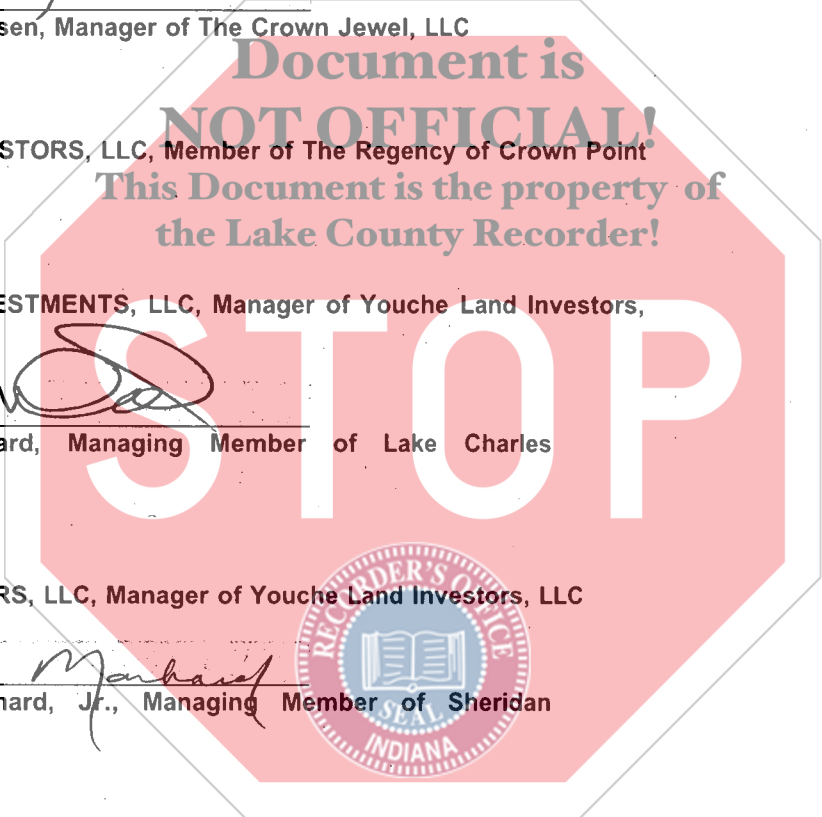 sen, Manager of The Crown Jewel, LLC
Document is
NOT OFFICIAL!
STORS, LLC, Member of The Regency of Crown Point
This Document is the property of
the Lake County Recorder!
ESTMENTS, LLC, Manager of Youche Land Investors,
STOP
ard, Managing Member of Lake Charles
RS, LLC, Manager of Youche Land Investors, LLC
RECORDER'S OFFICE
Marhard
nard, Jr., Managing Member of Sheridan
SEAL
INDIANA